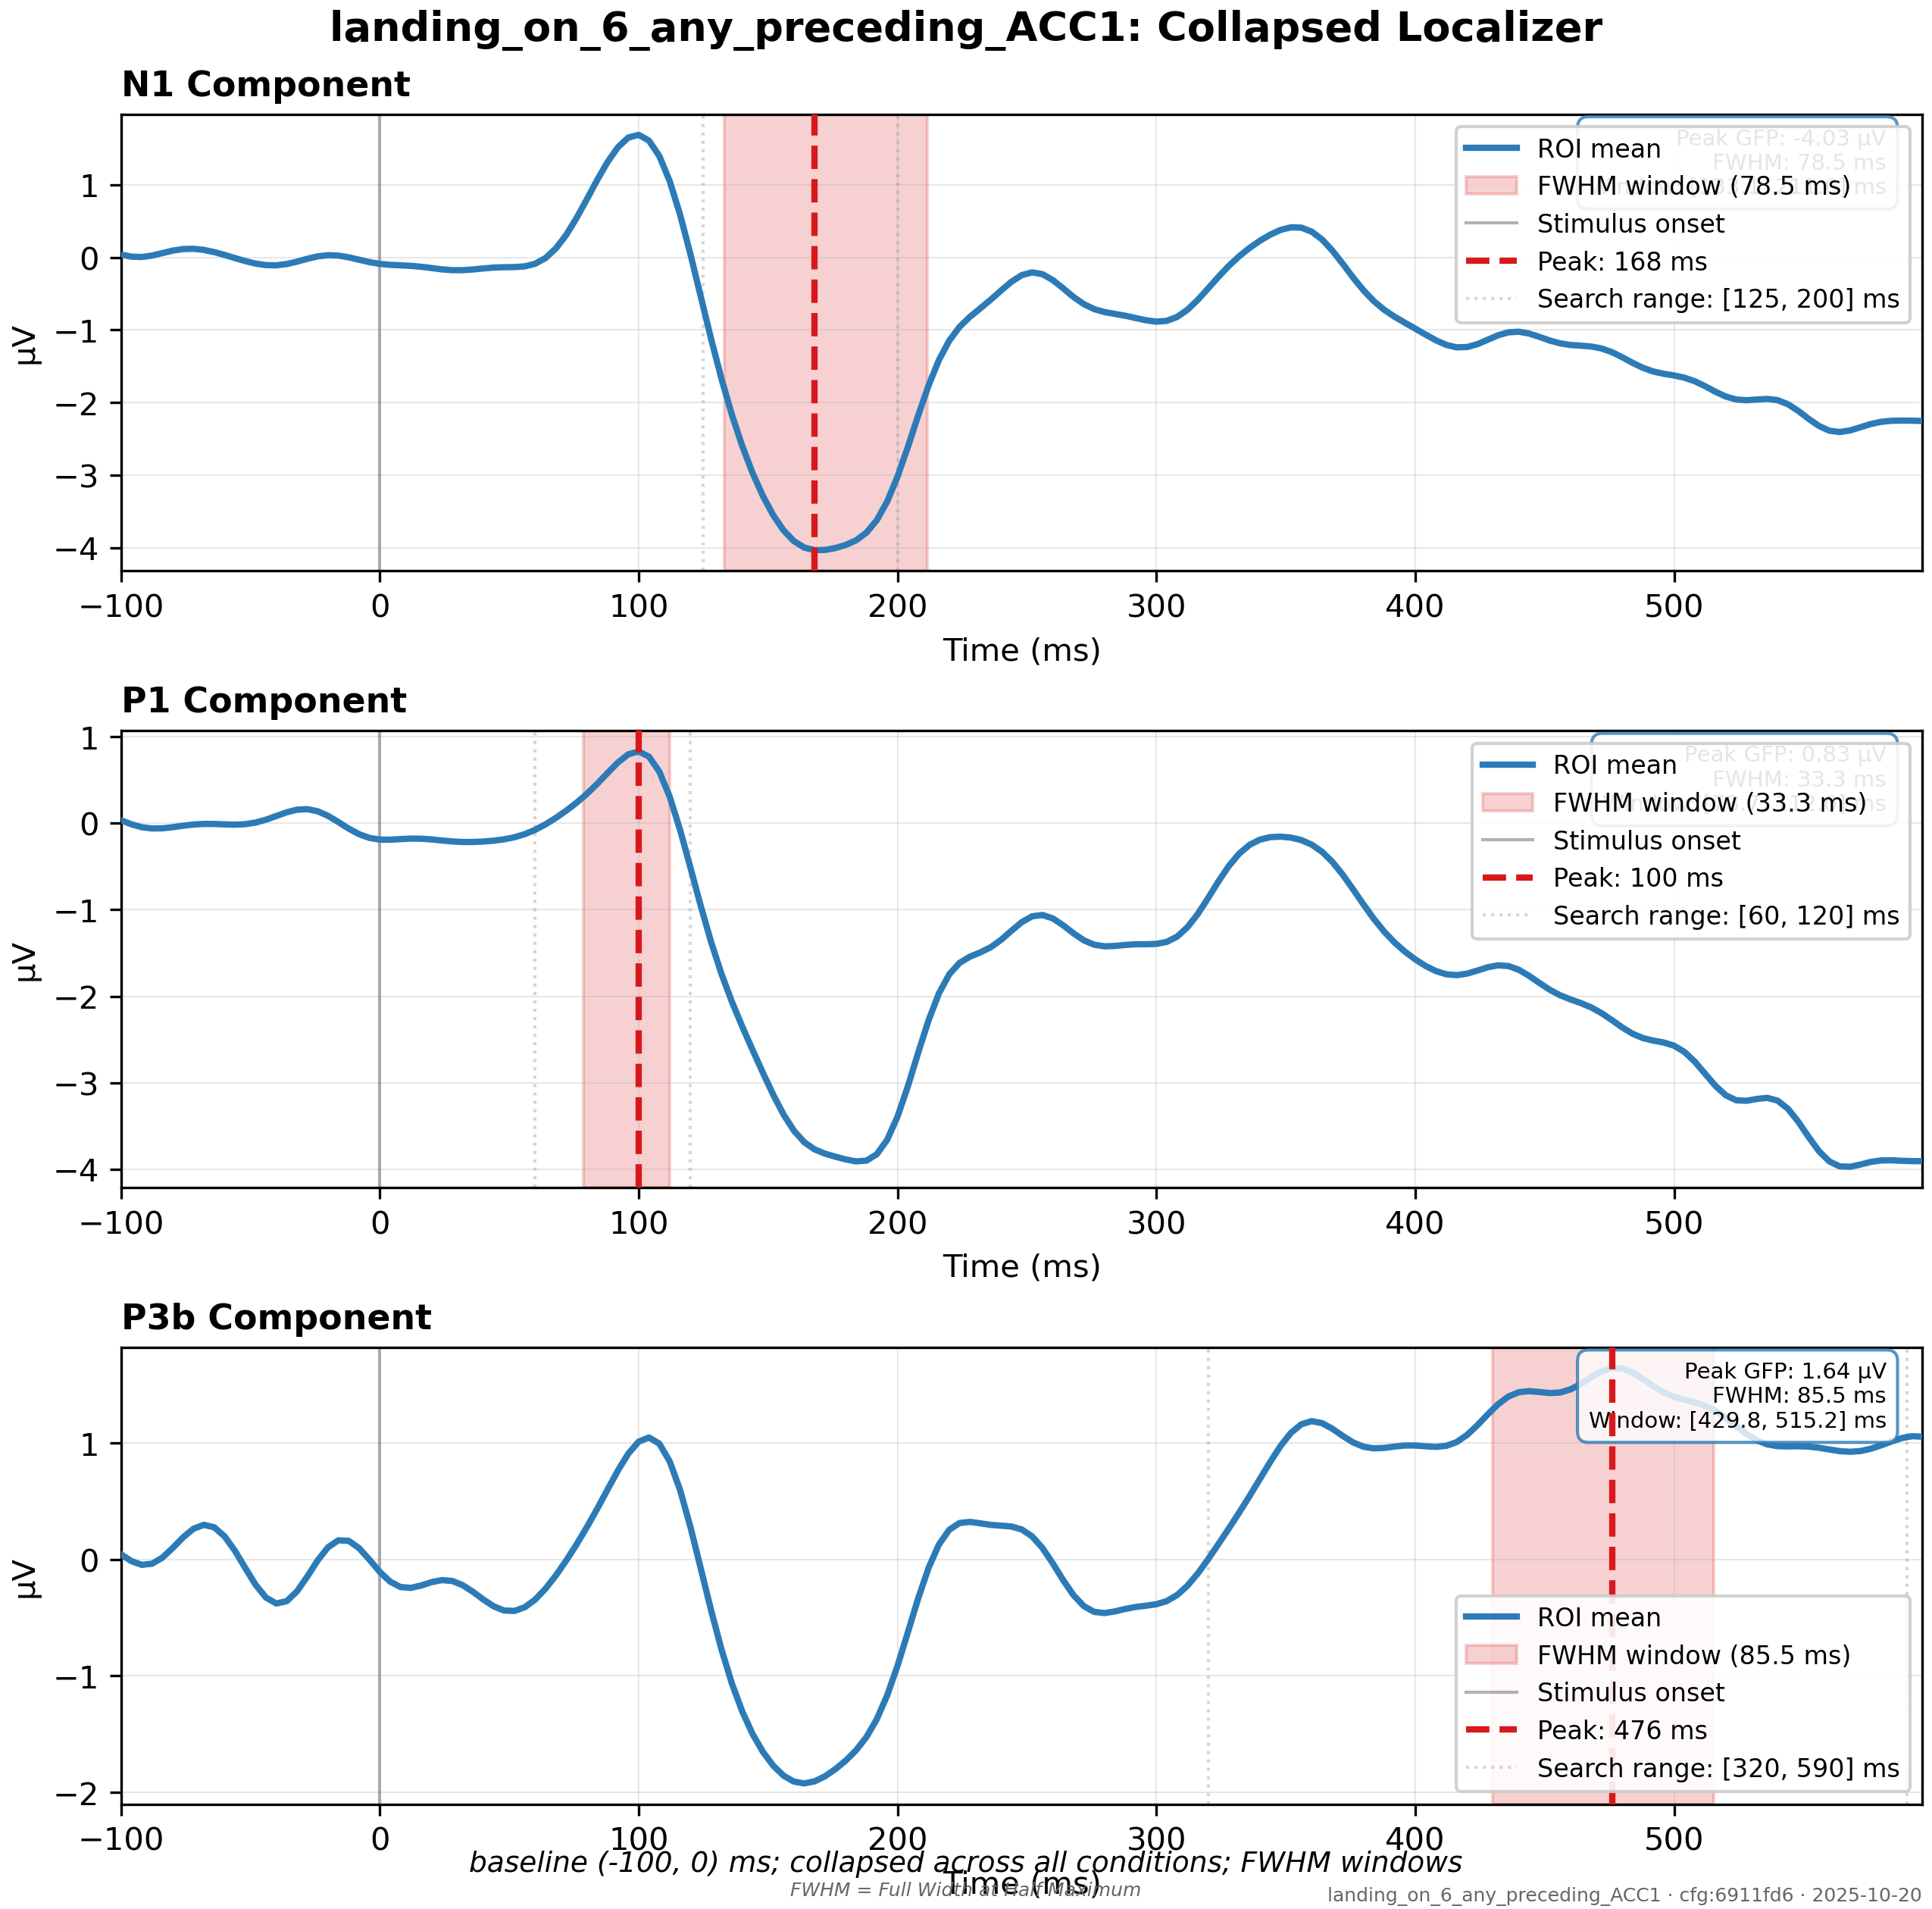 landing_on_6_any_preceding_ACC1: Collapsed Localizer
N1 Component
Peak GFP: -4.03 µV
FWHM: 78.5 ms
ROI mean
FWHM window (78.5 ms)
Stimulus onset
Peak: 168 ms
Search range: [125, 200] ms
µV
1
0
−1
−2
−3
−4
−100 0 100 200 300 400 500
Time (ms)
P1 Component
Peak GFP: 0.83 µV
FWHM: 33.3 ms
ROI mean
FWHM window (33.3 ms)
Stimulus onset
Peak: 100 ms
Search range: [60, 120] ms
µV
1
0
−1
−2
−3
−4
−100 0 100 200 300 400 500
Time (ms)
P3b Component
Peak GFP: 1.64 µV
FWHM: 85.5 ms
Window: [429.8, 515.2] ms
ROI mean
FWHM window (85.5 ms)
Stimulus onset
Peak: 476 ms
Search range: [320, 590] ms
µV
1
0
−1
−2
−100 0 100 200 300 400 500
Time (ms)
baseline (-100, 0) ms; collapsed across all conditions; FWHM windows
FWHM = Full Width at Half Maximum
landing_on_6_any_preceding_ACC1 · cfg:6911fd6 · 2025-10-20